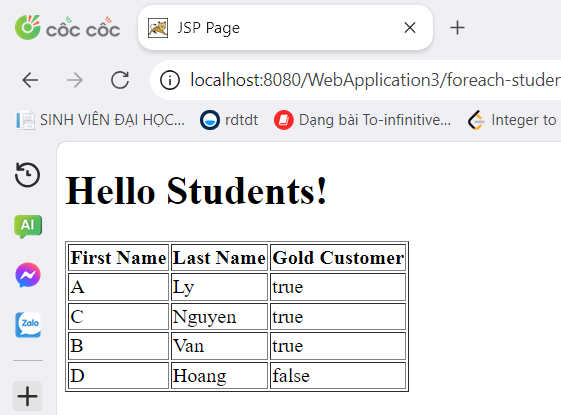 cốc cốc JSP Page
localhost:8080/WebApplication3/foreach-studen
SINH VIÊN ĐẠI HỌC... rdtdt Dạng bài To-infinitive... Integer to
Hello Students!
First Name Last Name Gold Customer
A Ly true
AI
C Nguyen true
B Van true
Zalo
D Hoang false